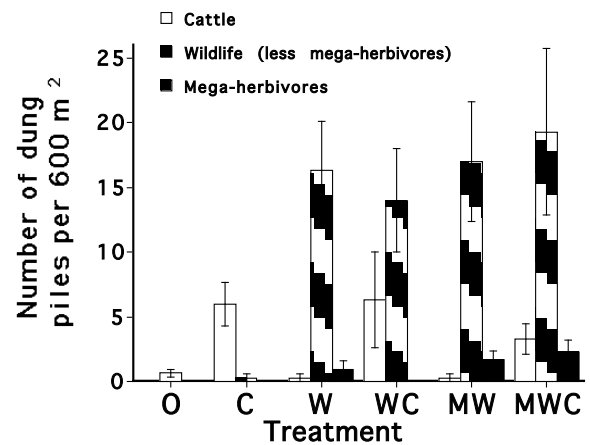 Cattle
Wildlife (less mega-herbivores)
Mega-herbivores
Number of dung
piles per 600 m 2
25
20
15
10
5
0
O C W WC MW MWC
Treatment